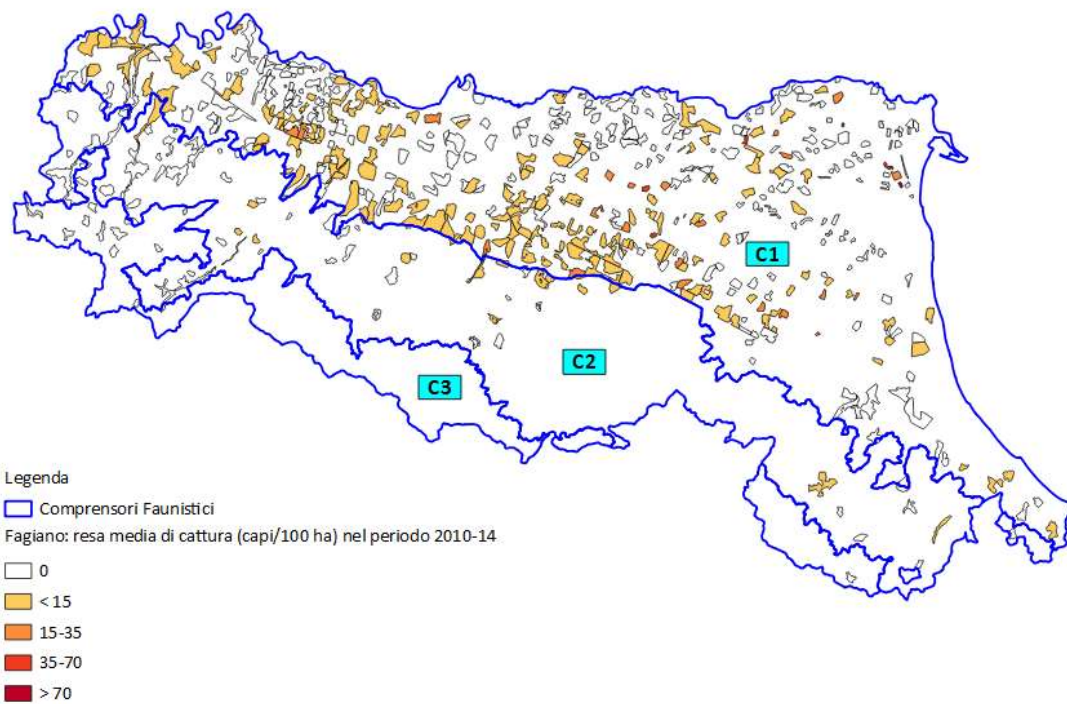 C1
C2
C3
Legenda
Comprensori Faunistici
Fagiano: resa media di cattura (capi/100 ha) nel periodo 2010-14
0
< 15
15-35
35-70
> 70